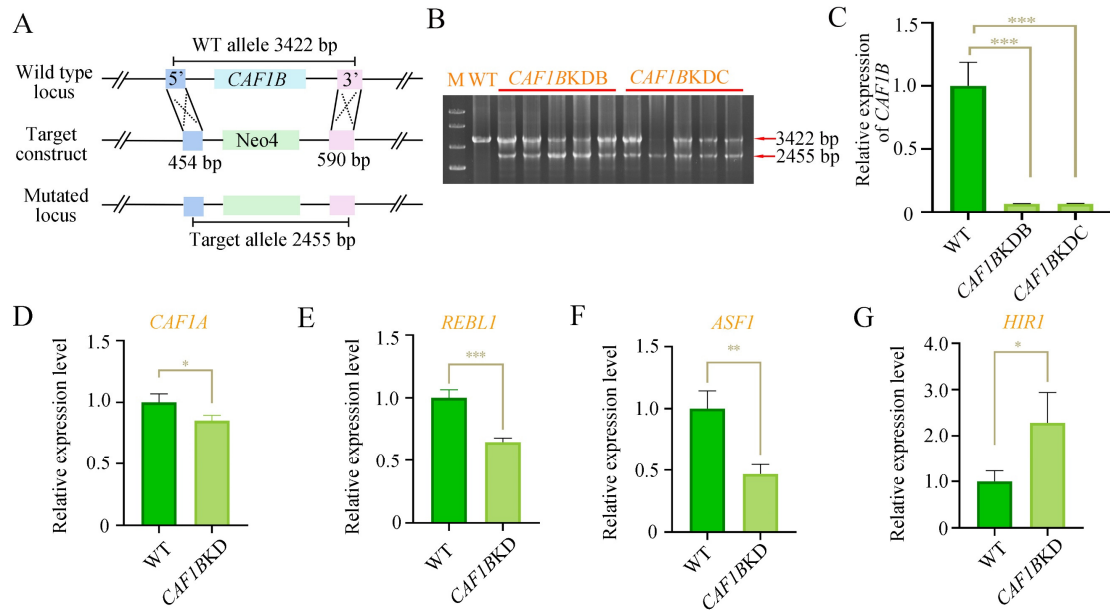 A
WT allele 3422 bp
Wild type
locus
5'
CAF1B
3'
Target
construct
Neo4
454 bp
590 bp
Mutated
locus
Target allele 2455 bp
B
M WT CAF1BKDB CAF1BKDC
3422 bp
2455 bp
C
Relative expression
of CAF1B
1.5
1.0
0.5
0
***
***
WT
CAF1BKDB
CAF1BKDC
D
CAF1A
Relative expression level
1.5
1.0
0.5
0
*
WT
CAF1BKD
E
REBL1
Relative expression level
1.5
1.0
0.5
0
***
WT
CAF1BKD
F
ASF1
Relative expression level
1.5
1.0
0.5
0
**
WT
CAF1BKD
G
HIR1
Relative expression level
4.0
3.0
2.0
1.0
0
*
WT
CAF1BKD